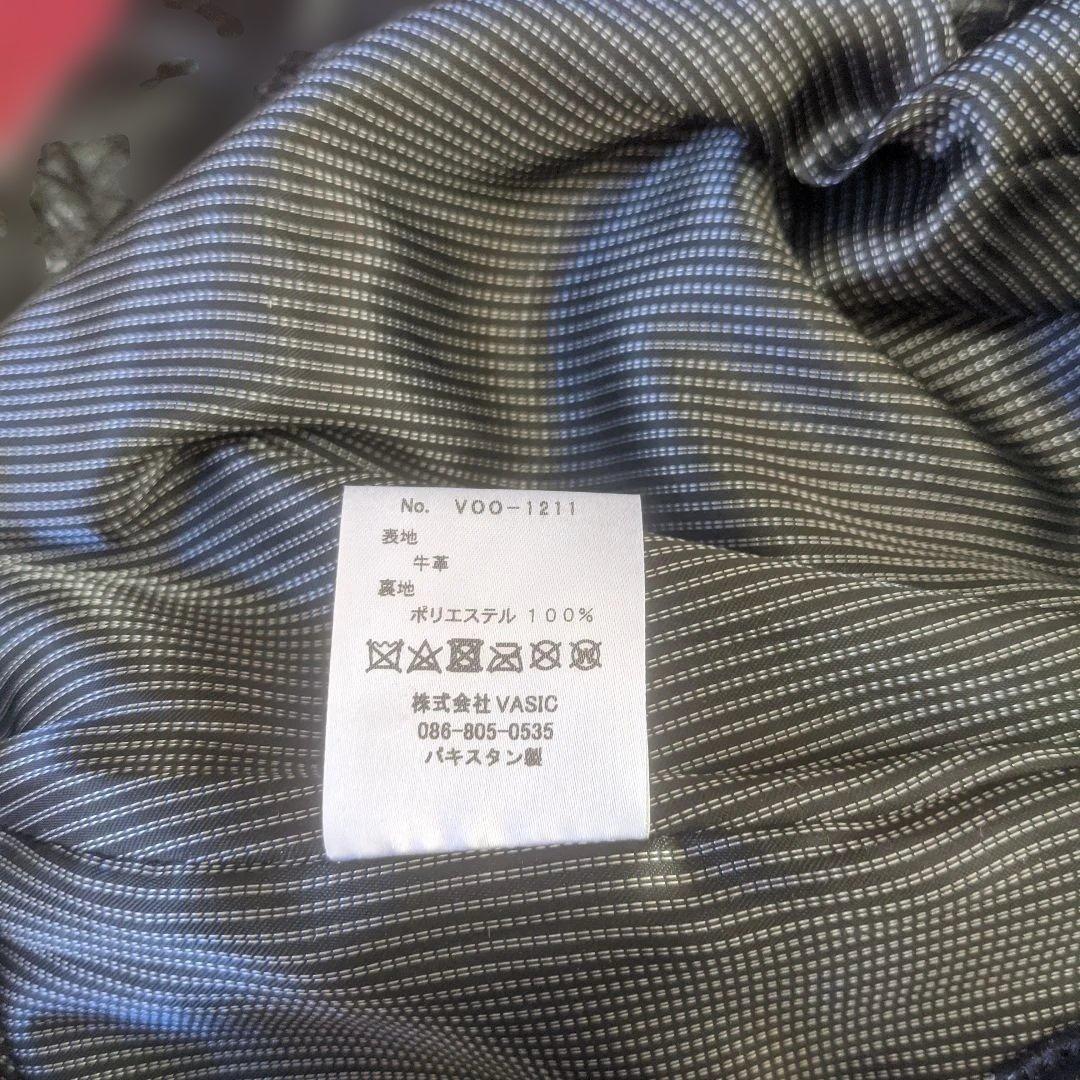 No. VOO-1211
表地
牛革
裏地
ポリエステル 100%
株式会社VASIC
086-805-0535
パキスタン製